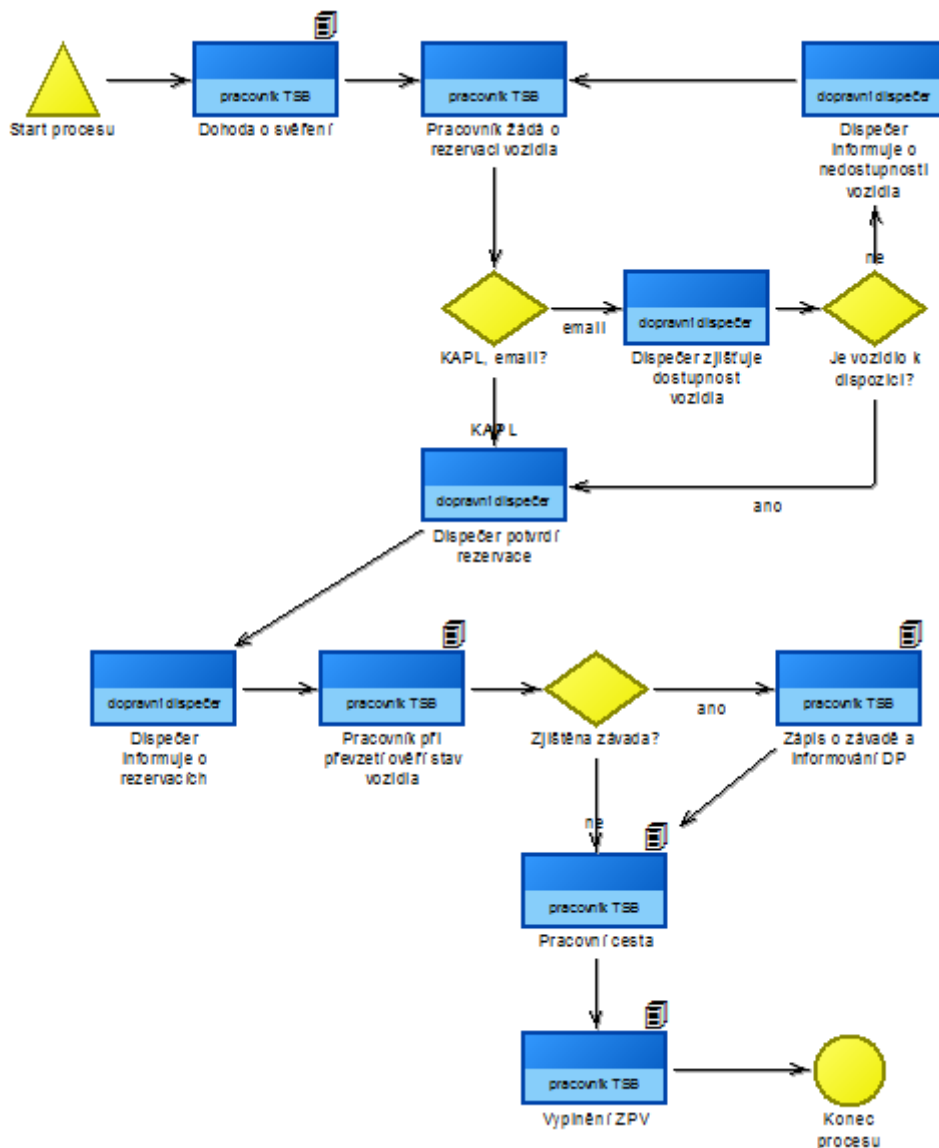 Start procesu
pracovník TSB
Dohoda o svěření
pracovník TSB
Pracovník žádá o
rezervaci vozidla
dopravní dispečer
Dispečer
informuje o
nedostupnosti
vozidla
ne
KAPL, email?
email
dopravní dispečer
Dispečer zjišťuje
dostupnost
vozidla
Je vozidlo k
dispozici?
KAPL
ano
dopravní dispečer
Dispečer potvrdí
rezervace
dopravní dispečer
Dispečer
informuje o
rezervacích
pracovník TSB
Pracovník při
převzetí ověří stav
vozidla
Zjištěna závada?
ano
pracovník TSB
Zápis o závadě a
informování DP
ne
pracovník TSB
Pracovní cesta
pracovník TSB
Vyplnění ZPV
Konec
procesu